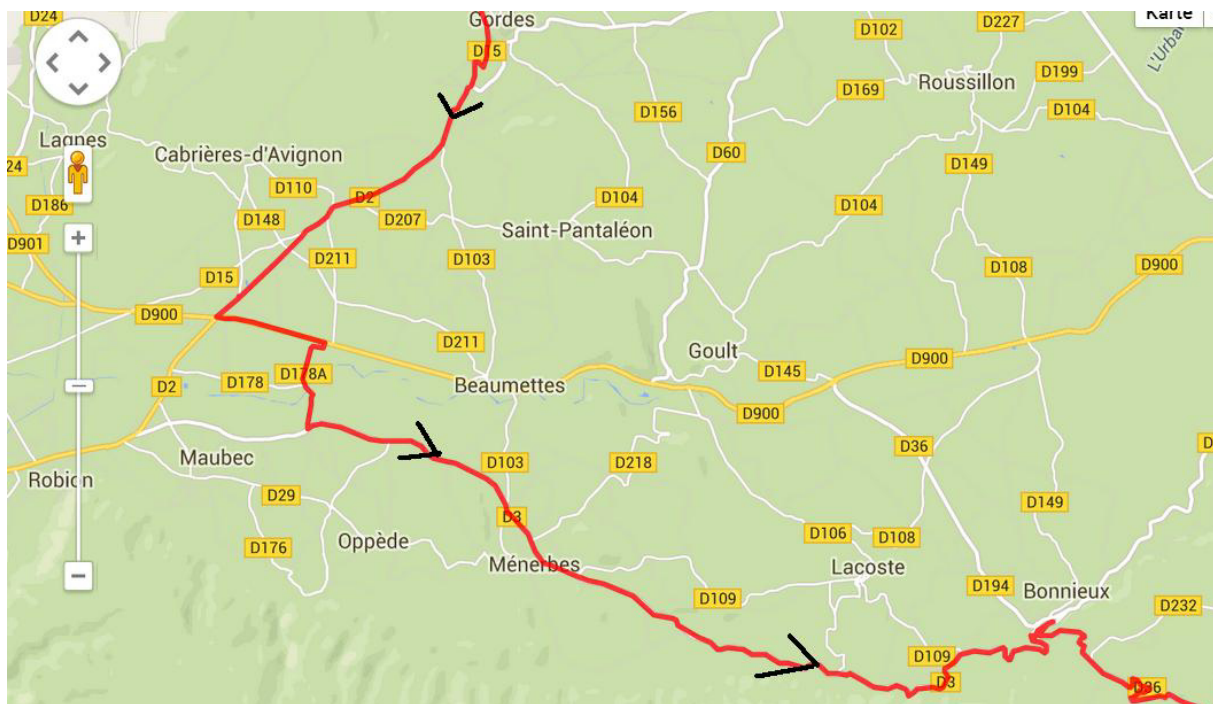 D24
Gordes
D102
D227
Karte
D15
L'Urba
D199
Roussillon
D169
D104
D156
Lagnes
Cabrières-d'Avignon
D60
D149
24
D110
D2
D104
D104
D186
D148
D207
Saint-Pantaléon
D901
D211
D103
D15
D108
D900
D900
D211
Goult
D900
D178
D178A
Beaumettes
D145
D2
D900
Maubec
D103
D218
D36
D
Robion
D29
D3
D149
D176
Oppède
D106
D108
Ménerbes
Lacoste
D194
Bonnieux
D109
D232
D109
D3
D36